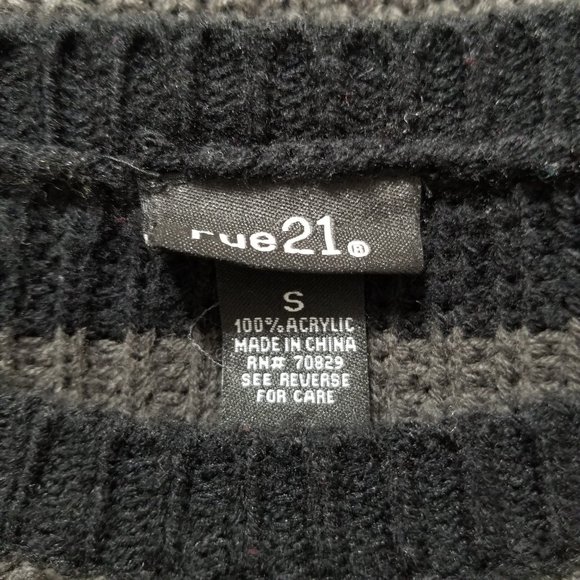 rue21®
S
100% ACRYLIC
MADE IN CHINA
RN# 70829
SEE REVERSE
FOR CARE